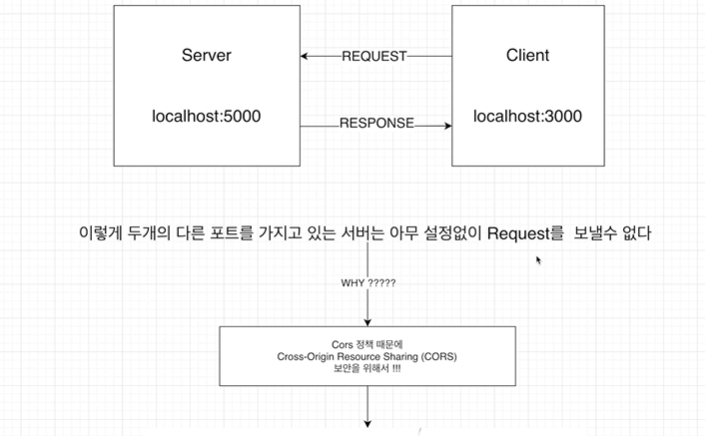 Server
REQUEST
Client
localhost:5000
localhost:3000
RESPONSE
이렇게 두개의 다른 포트를 가지고 있는 서버는 아무 설정없이 Request를 보낼수 없다
WHY ?????
Cors 정책 때문에
Cross-Origin Resource Sharing (CORS)
보안을 위해서 !!!